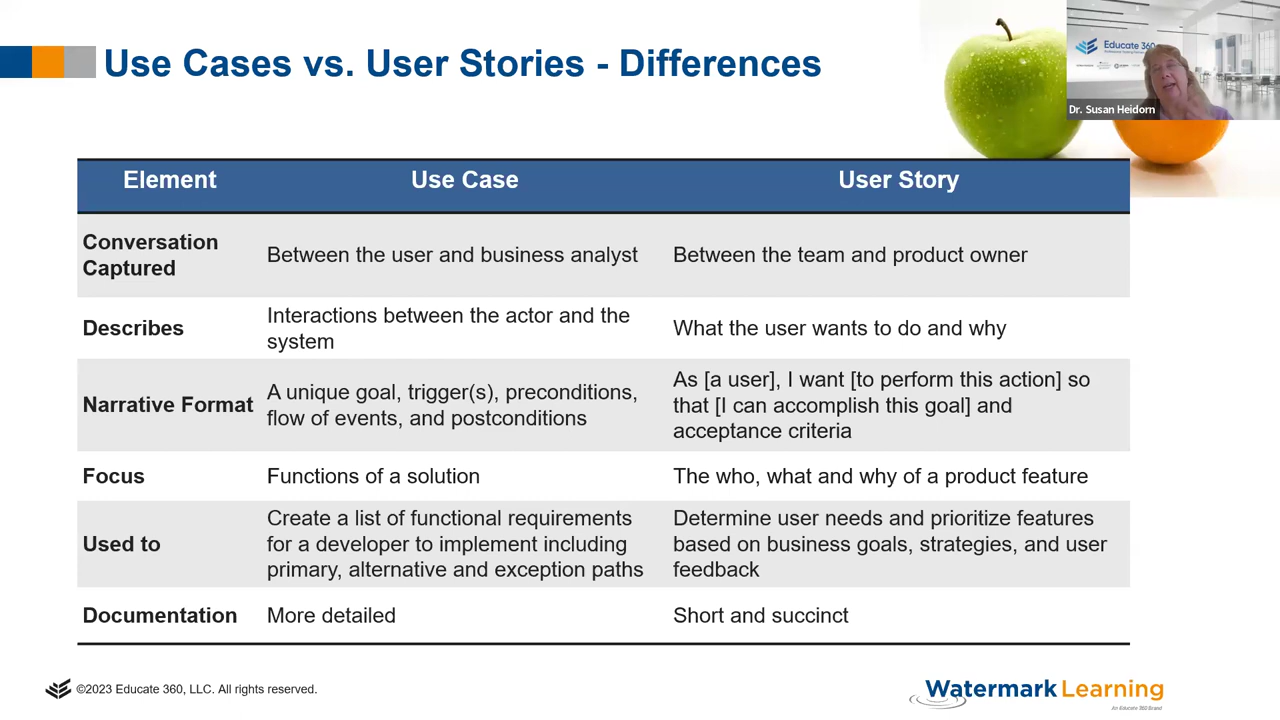 Use Cases vs. User Stories - Differences
Educate 360
Dr. Susan Heidorn
Element Use Case User Story
Conversation
Captured
Between the user and business analyst
Between the team and product owner
Describes
Interactions between the actor and the
system
What the user wants to do and why
Narrative Format
A unique goal, trigger(s), preconditions,
flow of events, and postconditions
As [a user], I want [to perform this action] so
that [I can accomplish this goal] and
acceptance criteria
Focus
Functions of a solution
The who, what and why of a product feature
Used to
Create a list of functional requirements
for a developer to implement including
primary, alternative and exception paths
Determine user needs and prioritize features
based on business goals, strategies, and user
feedback
Documentation
More detailed
Short and succinct
©2023 Educate 360, LLC. All rights reserved.
Watermark Learning
An Educate 360 Brand